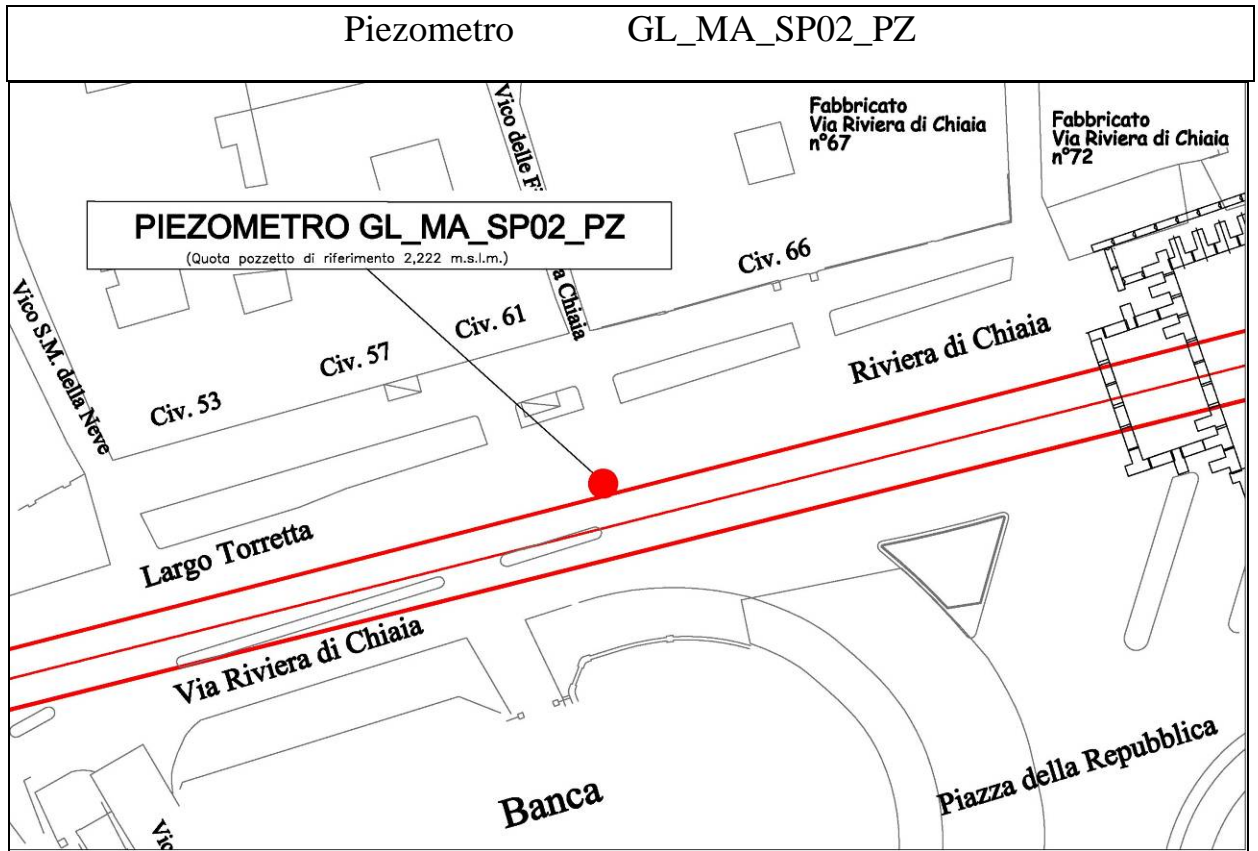 Piezometro GL_MA_SP02_PZ
Vico delle Fi
a Chiaia
Fabbricato
Via Riviera di Chiaia
n°67
Fabbricato
Via Riviera di Chiaia
n°72
PIEZOMETRO GL_MA_SP02_PZ
(Quota pozzetto di riferimento 2,222 m.s.l.m.)
Vico S.M. della Neve
Civ. 53
Civ. 57
Civ. 61
Civ. 66
Riviera di Chiaia
Largo Torretta
Via Riviera di Chiaia
Banca
Piazza della Repubblica
Vic